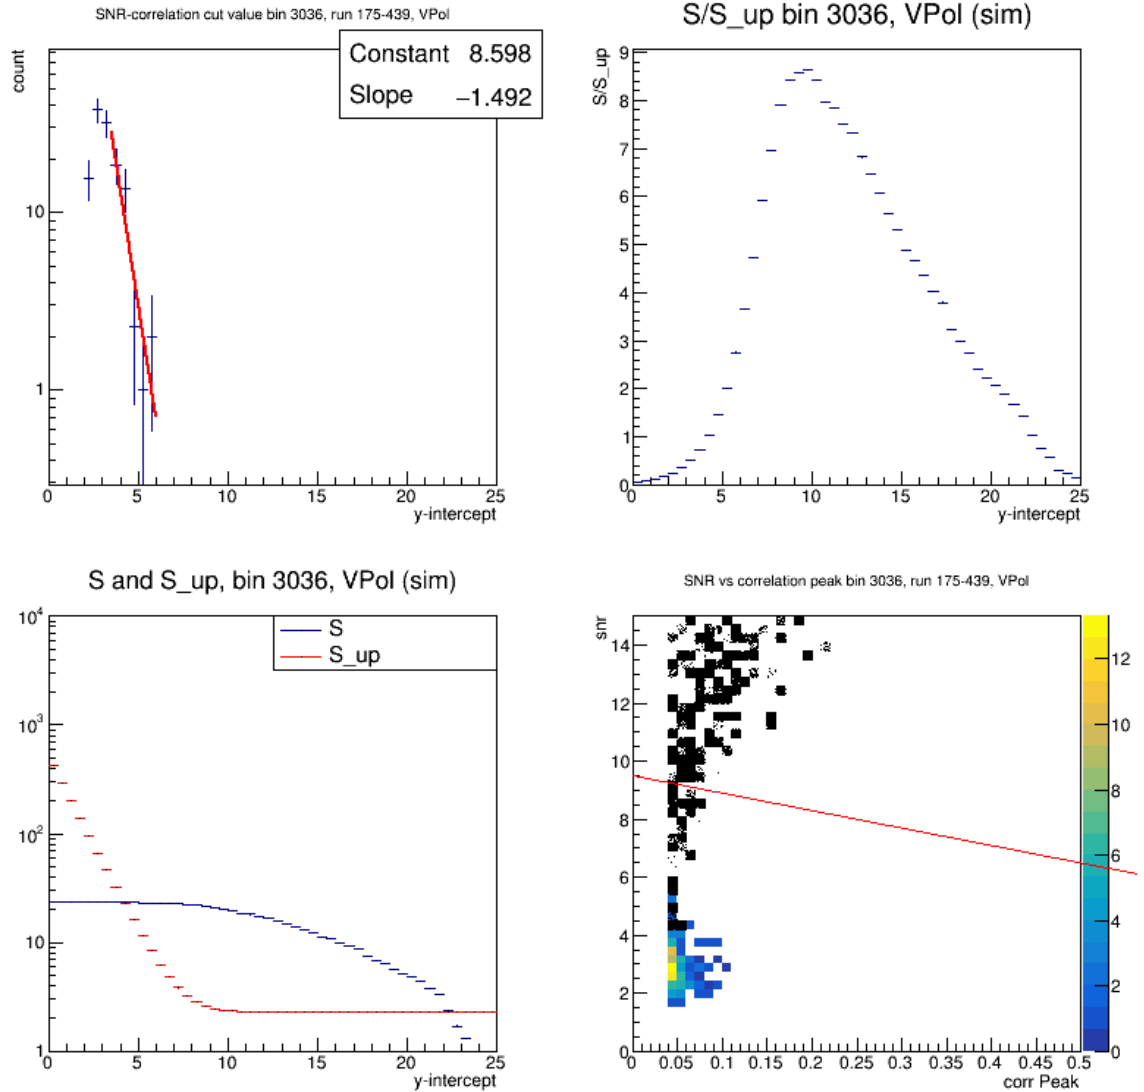 SNR-correlation cut value bin 3036, run 175-439, VPol
count
Constant 8.598
Slope −1.492
10
1
0 5 10 15 20 25
y-intercept
S/S_up bin 3036, VPol (sim)
S/S_up
9
8
7
6
5
4
3
2
1
0
0 5 10 15 20 25
y-intercept
S and S_up, bin 3036, VPol (sim)
S
S_up
10^4
10^3
10^2
10
1
0 5 10 15 20 25
y-intercept
SNR vs correlation peak bin 3036, run 175-439, VPol
snr
14
12
10
8
6
4
2
0
0 0.05 0.1 0.15 0.2 0.25 0.3 0.35 0.4 0.45 0.5
corr Peak
12
10
8
6
4
2
0